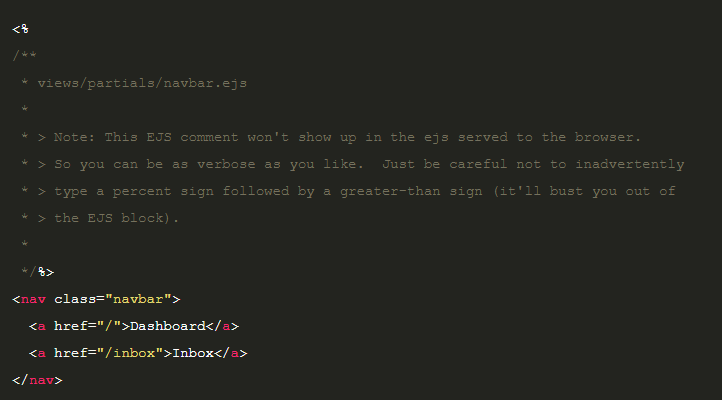 <%
/**
 * views/partials/navbar.ejs
 *
 * > Note: This EJS comment won't show up in the ejs served to the browser.
 * > So you can be as verbose as you like.  Just be careful not to inadvertently
 * > type a percent sign followed by a greater-than sign (it'll bust you out of
 * > the EJS block).
 *
 */%>
<nav class="navbar">
  <a href="/">Dashboard</a>
  <a href="/inbox">Inbox</a>
</nav>